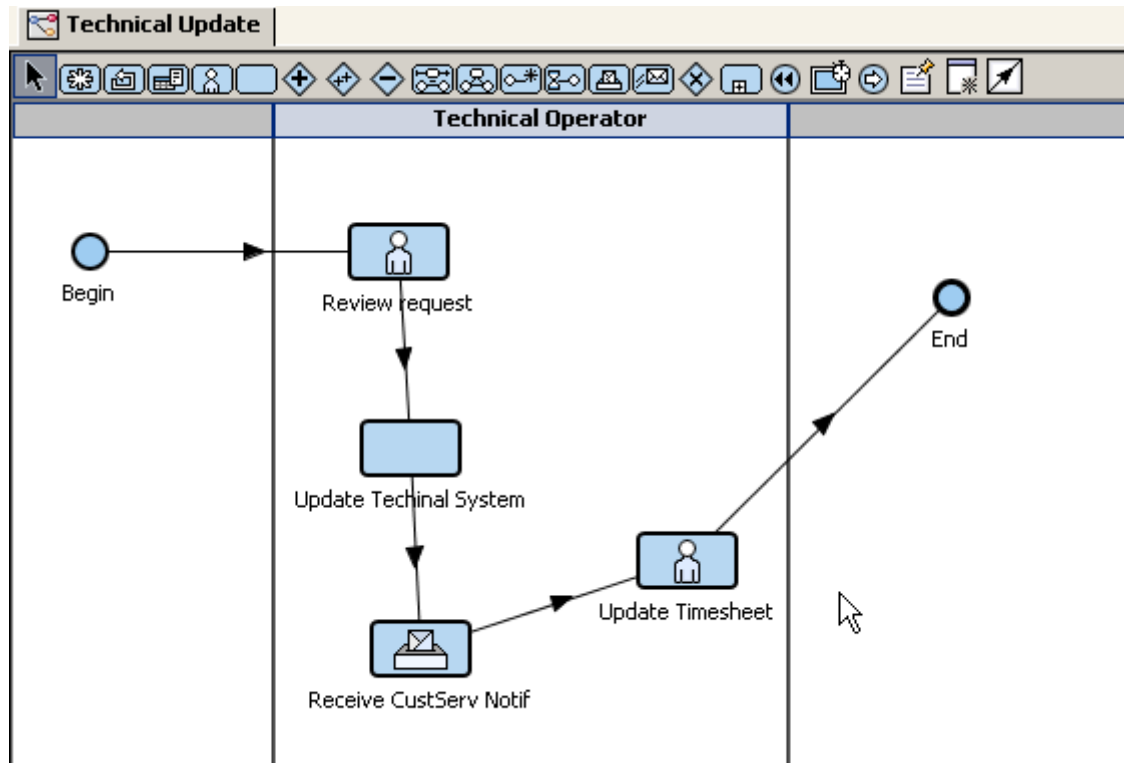 Technical Update
Technical Operator
Begin
Review request
End
Update Techinal System
Update Timesheet
Receive CustServ Notif